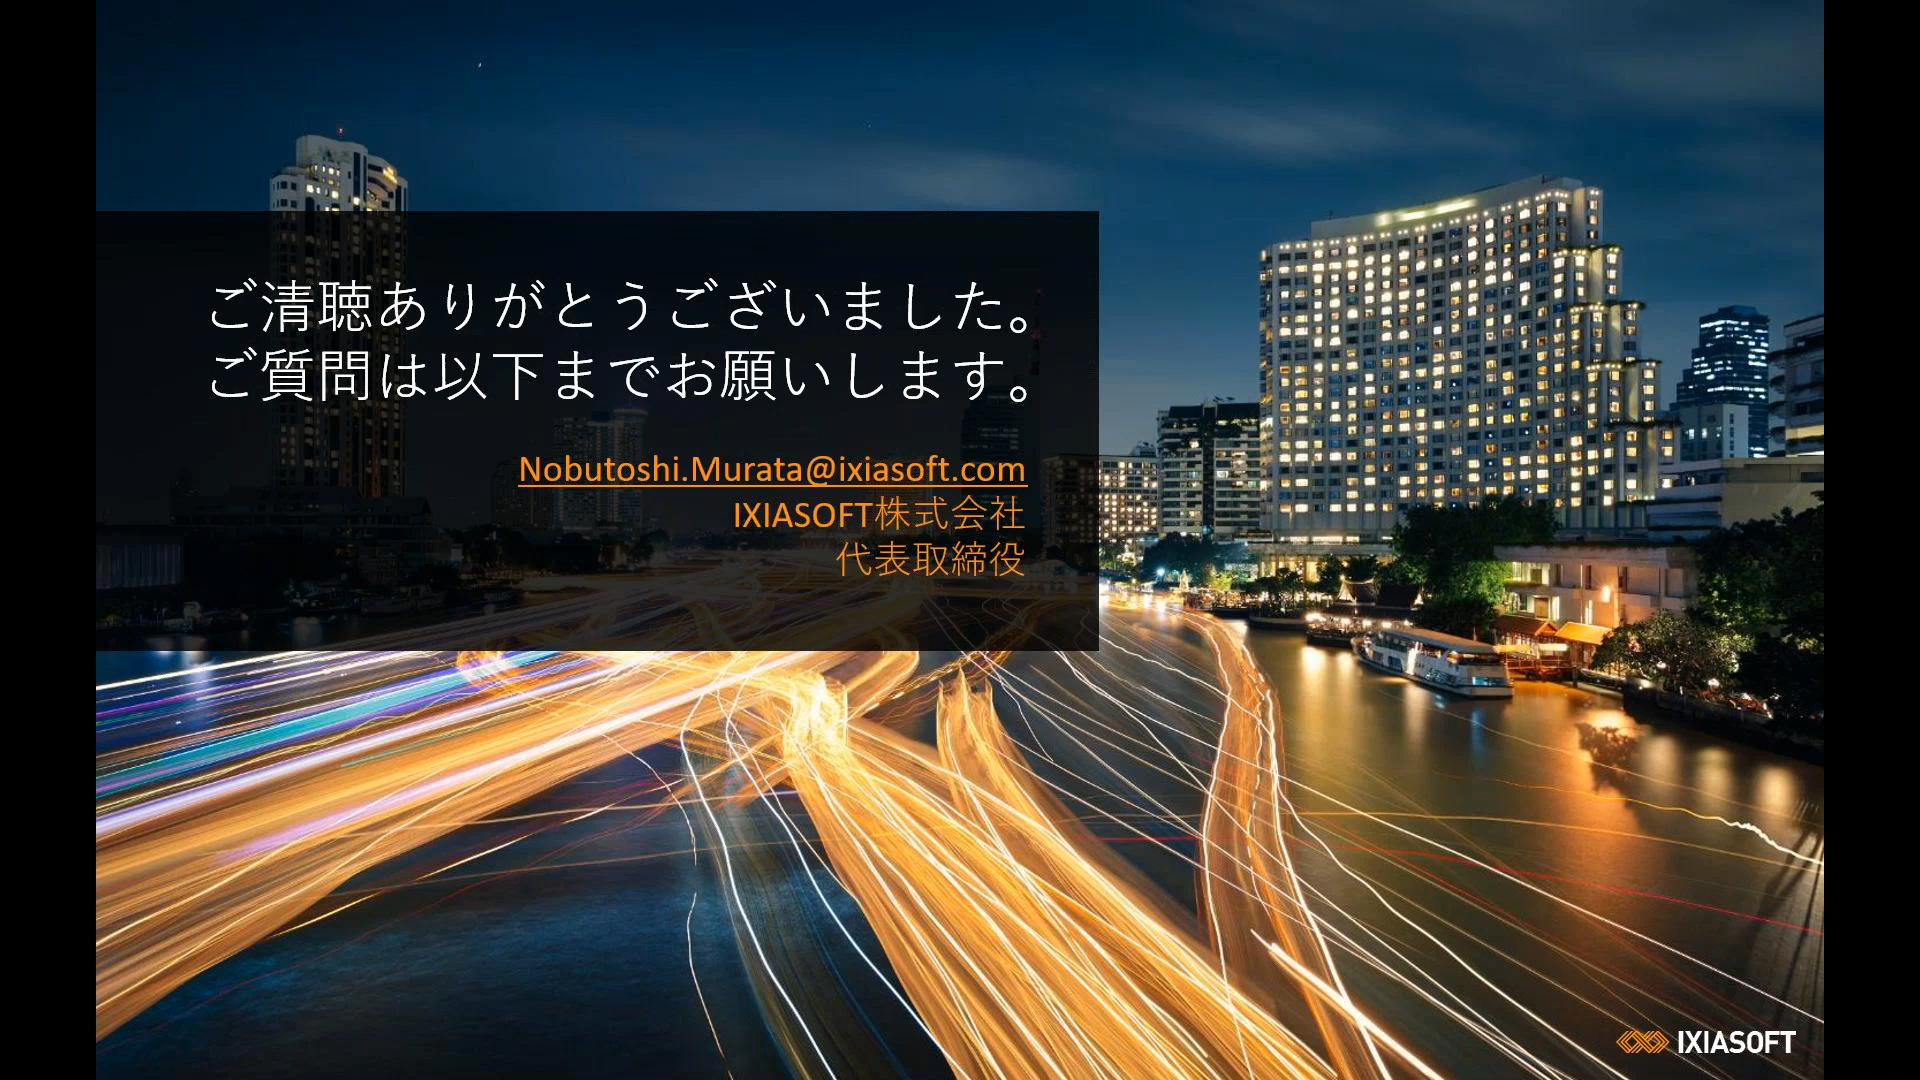 ご清聴ありがとうございました。
ご質問は以下までお願いします。
Nobutoshi.Murata@ixiasoft.com
IXIASOFT株式会社
代表取締役
IXIASOFT